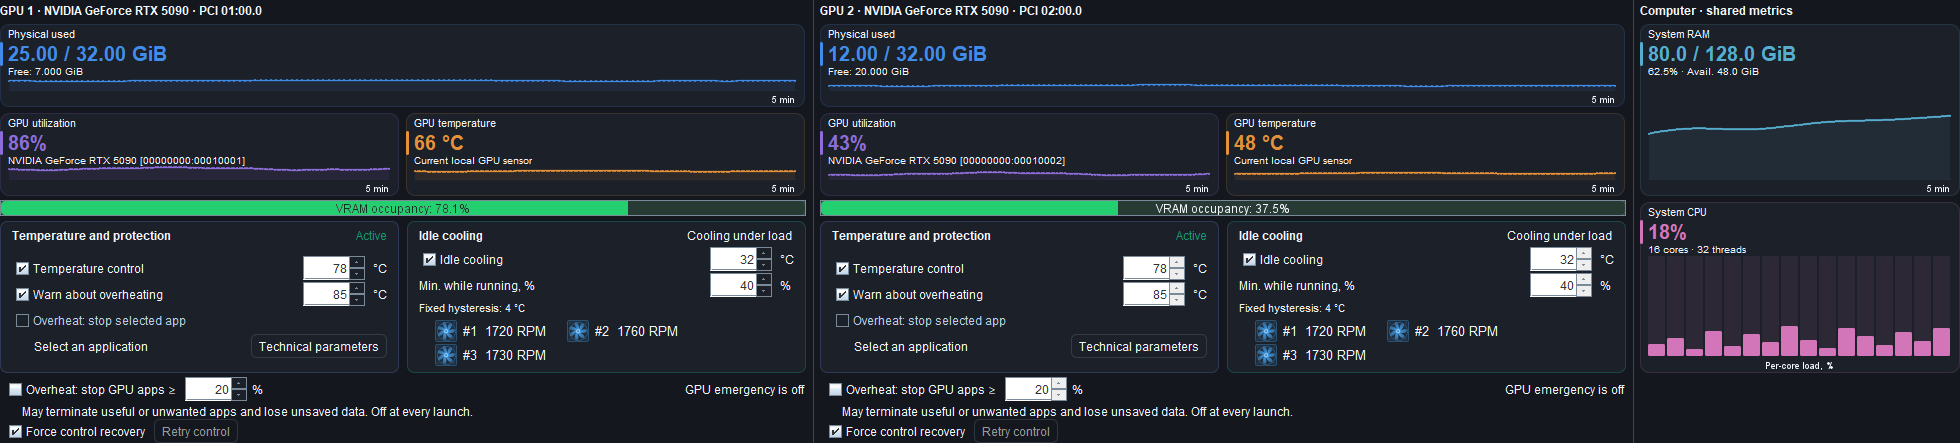 GPU 1 · NVIDIA GeForce RTX 5090 · PCI 01:00.0
Physical used
25.00 / 32.00 GiB
Free: 7.000 GiB
5 min
GPU utilization
86%
NVIDIA GeForce RTX 5090 [00000000:00010001]
5 min
GPU temperature
66 °C
Current local GPU sensor
5 min
VRAM occupancy: 78.1%
Temperature and protection
Active
Temperature control
78
°C
Warn about overheating
85
°C
Overheat: stop selected app
Select an application
Technical parameters
Idle cooling
Cooling under load
Idle cooling
32
°C
Min. while running, %
40
%
Fixed hysteresis: 4 °C
#1 1720 RPM
#2 1760 RPM
#3 1730 RPM
Overheat: stop GPU apps ≥
20
%
GPU emergency is off
May terminate useful or unwanted apps and lose unsaved data. Off at every launch.
Force control recovery
Retry control
GPU 2 · NVIDIA GeForce RTX 5090 · PCI 02:00.0
Physical used
12.00 / 32.00 GiB
Free: 20.000 GiB
5 min
GPU utilization
43%
NVIDIA GeForce RTX 5090 [00000000:00010002]
5 min
GPU temperature
48 °C
Current local GPU sensor
5 min
VRAM occupancy: 37.5%
Temperature and protection
Active
Temperature control
78
°C
Warn about overheating
85
°C
Overheat: stop selected app
Select an application
Technical parameters
Idle cooling
Cooling under load
Idle cooling
32
°C
Min. while running, %
40
%
Fixed hysteresis: 4 °C
#1 1720 RPM
#2 1760 RPM
#3 1730 RPM
Overheat: stop GPU apps ≥
20
%
GPU emergency is off
May terminate useful or unwanted apps and lose unsaved data. Off at every launch.
Force control recovery
Retry control
Computer · shared metrics
System RAM
80.0 / 128.0 GiB
62.5% · Avail. 48.0 GiB
5 min
System CPU
18%
16 cores · 32 threads
Per-core load, %